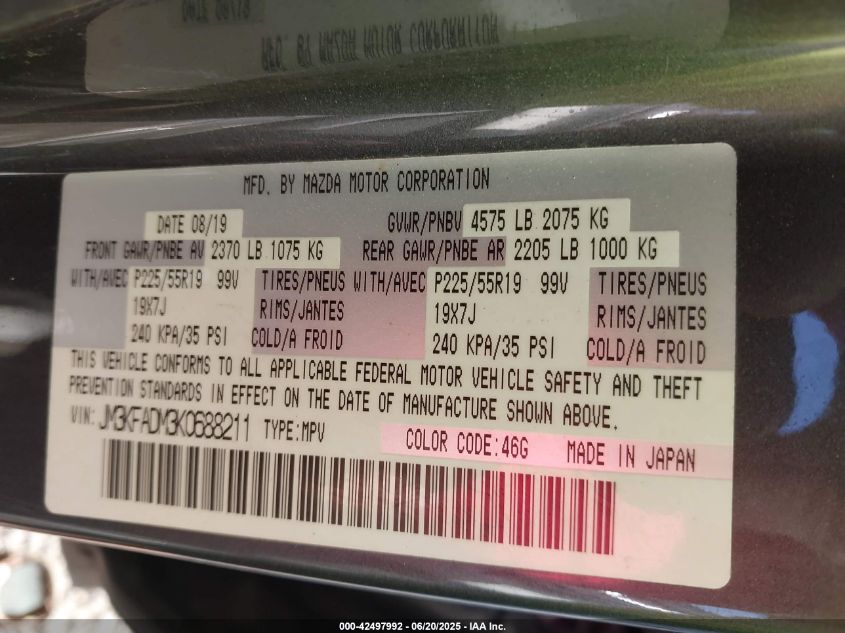 MFD. BY MAZDA MOTOR CORPORATION
DATE 08/19 GVWR/PNBV 4575 LB 2075 KG
FRONT GAWR/PNBE AV 2370 LB 1075 KG REAR GAWR/PNBE AR 2205 LB 1000 KG
WITH/AVEC P225/55R19 99V TIRES/PNEUS WITH/AVEC P225/55R19 99V TIRES/PNEUS
19X7J RIMS/JANTES 19X7J RIMS/JANTES
240 KPA/35 PSI COLD/A FROID 240 KPA/35 PSI COLD/A FROID
THIS VEHICLE CONFORMS TO ALL APPLICABLE FEDERAL MOTOR VEHICLE SAFETY AND THEFT
PREVENTION STANDARDS IN EFFECT ON THE DATE OF MANUFACTURE SHOWN ABOVE.
VIN: JM3KFADM3K0688211 TYPE:MPV COLOR CODE:46G MADE IN JAPAN
000-42497992 - 06/20/2025 - IAA Inc.